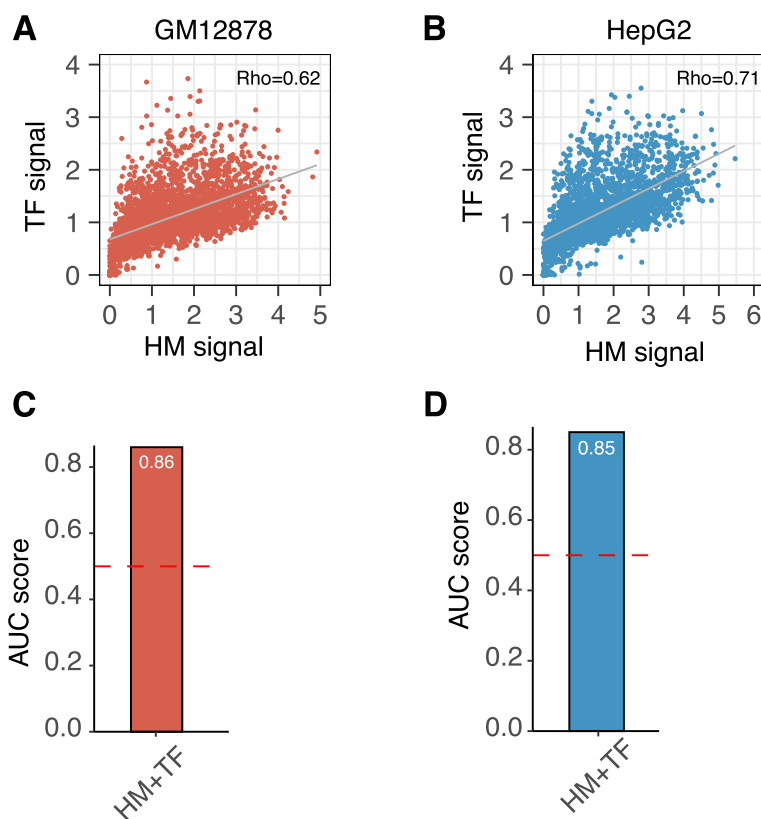 A
GM12878
TF signal
4
3
2
1
0
Rho=0.62
0 1 2 3 4 5
HM signal
B
HepG2
TF signal
4
3
2
1
0
Rho=0.71
0 1 2 3 4 5 6
HM signal
C
AUC score
0.8
0.6
0.4
0.2
0.0
0.86
HM+TF
D
AUC score
0.8
0.6
0.4
0.2
0.0
0.85
HM+TF